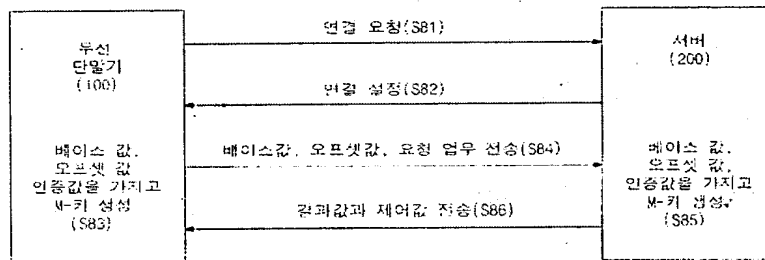 무선
단말기
(100)
베이스 값,
오프셋 값
인증값을 가지고
M-키 생성
(S83)
연결 요청(S81)
연결 설정(S82)
베이스값, 오프셋값, 요청 업무 전송(S84)
결과값과 제어값 전송(S86)
서버
(200)
베이스 값,
오프셋 값,
인증값을 가지고
M-키 생성
(S85)